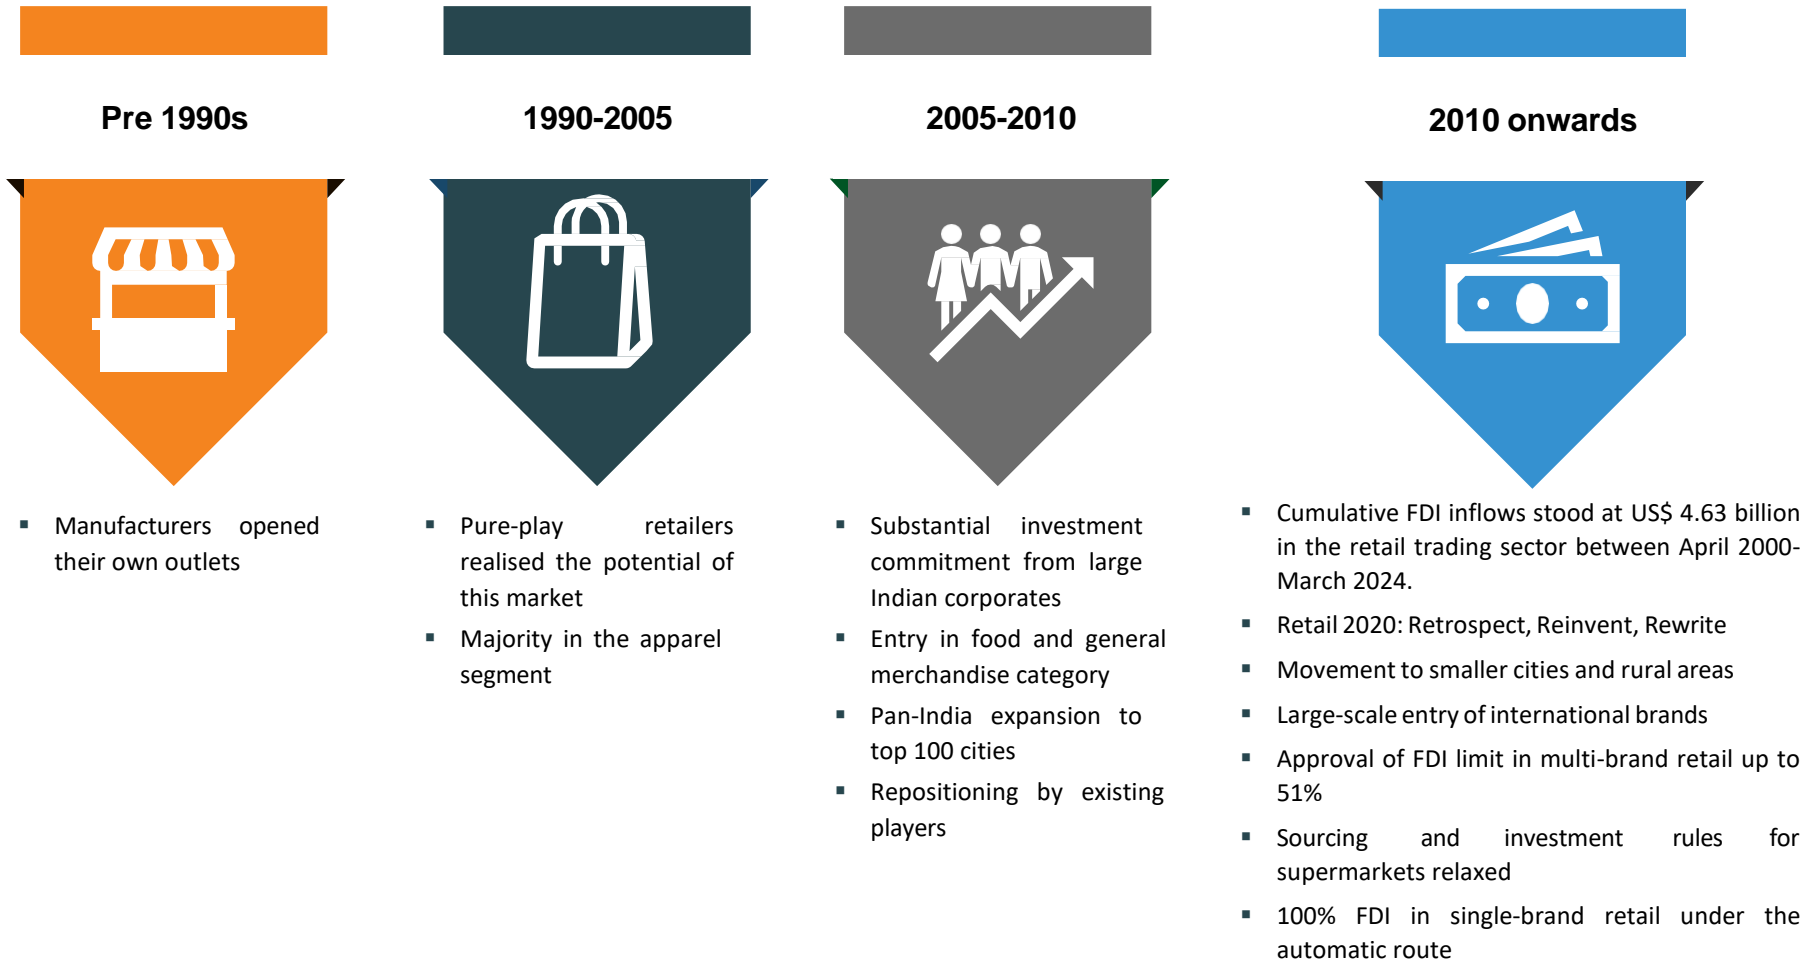 Pre 1990s
1990-2005
2005-2010
2010 onwards
▪ Manufacturers opened
their own outlets
▪ Pure-play retailers
realised the potential of
this market
▪ Majority in the apparel
segment
▪ Substantial investment
commitment from large
Indian corporates
▪ Entry in food and general
merchandise category
▪ Pan-India expansion to
top 100 cities
▪ Repositioning by existing
players
▪ Cumulative FDI inflows stood at US$ 4.63 billion
in the retail trading sector between April 2000-
March 2024.
▪ Retail 2020: Retrospect, Reinvent, Rewrite
▪ Movement to smaller cities and rural areas
▪ Large-scale entry of international brands
▪ Approval of FDI limit in multi-brand retail up to
51%
▪ Sourcing and investment rules for
supermarkets relaxed
▪ 100% FDI in single-brand retail under the
automatic route